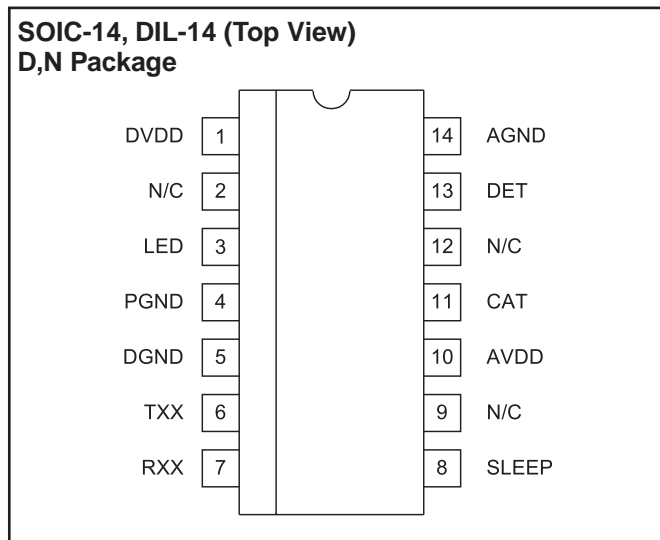 SOIC-14, DIL-14 (Top View)
D,N Package
DVDD 1 14 AGND
N/C 2 13 DET
LED 3 12 N/C
PGND 4 11 CAT
DGND 5 10 AVDD
TXX 6 9 N/C
RXX 7 8 SLEEP